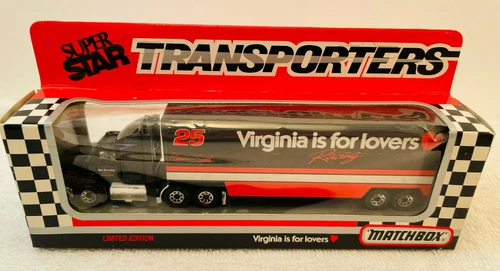 SUPER
STAR
TRANSPORTERS
25
Virginia is for lovers
Racing
LIMITED EDITION
Virginia is for lovers
MATCHBOX